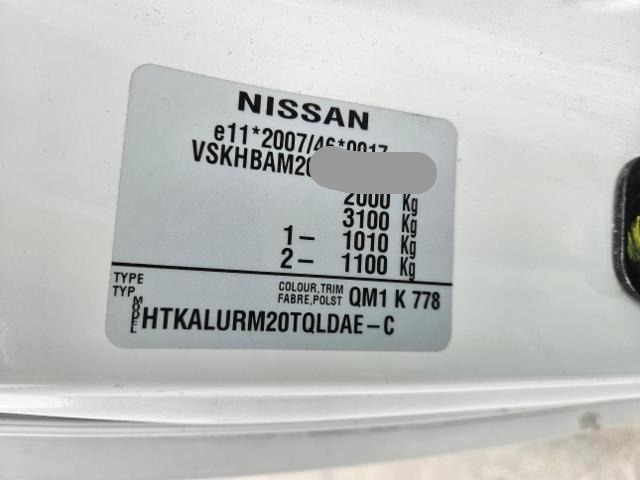 NISSAN
e11*2007/46*0017
VSKHBAM20
2000 Kg
3100 Kg
1- 1010 Kg
2- 1100 Kg
TYPE
TYP
COLOUR,TRIM
FABRE,POLST QM1 K 778
MODEL HTKALURM20TQLDAE-C